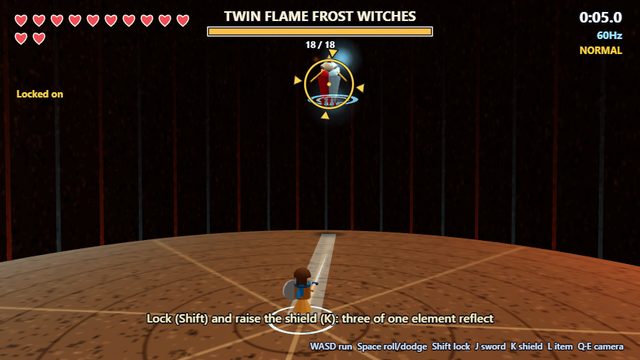 TWIN FLAME FROST WITCHES
0:05.0
18 / 18
60Hz
NORMAL
Locked on
Lock (Shift) and raise the shield (K): three of one element reflect
WASD run Space roll/dodge Shift lock J sword K shield L item Q-E camera